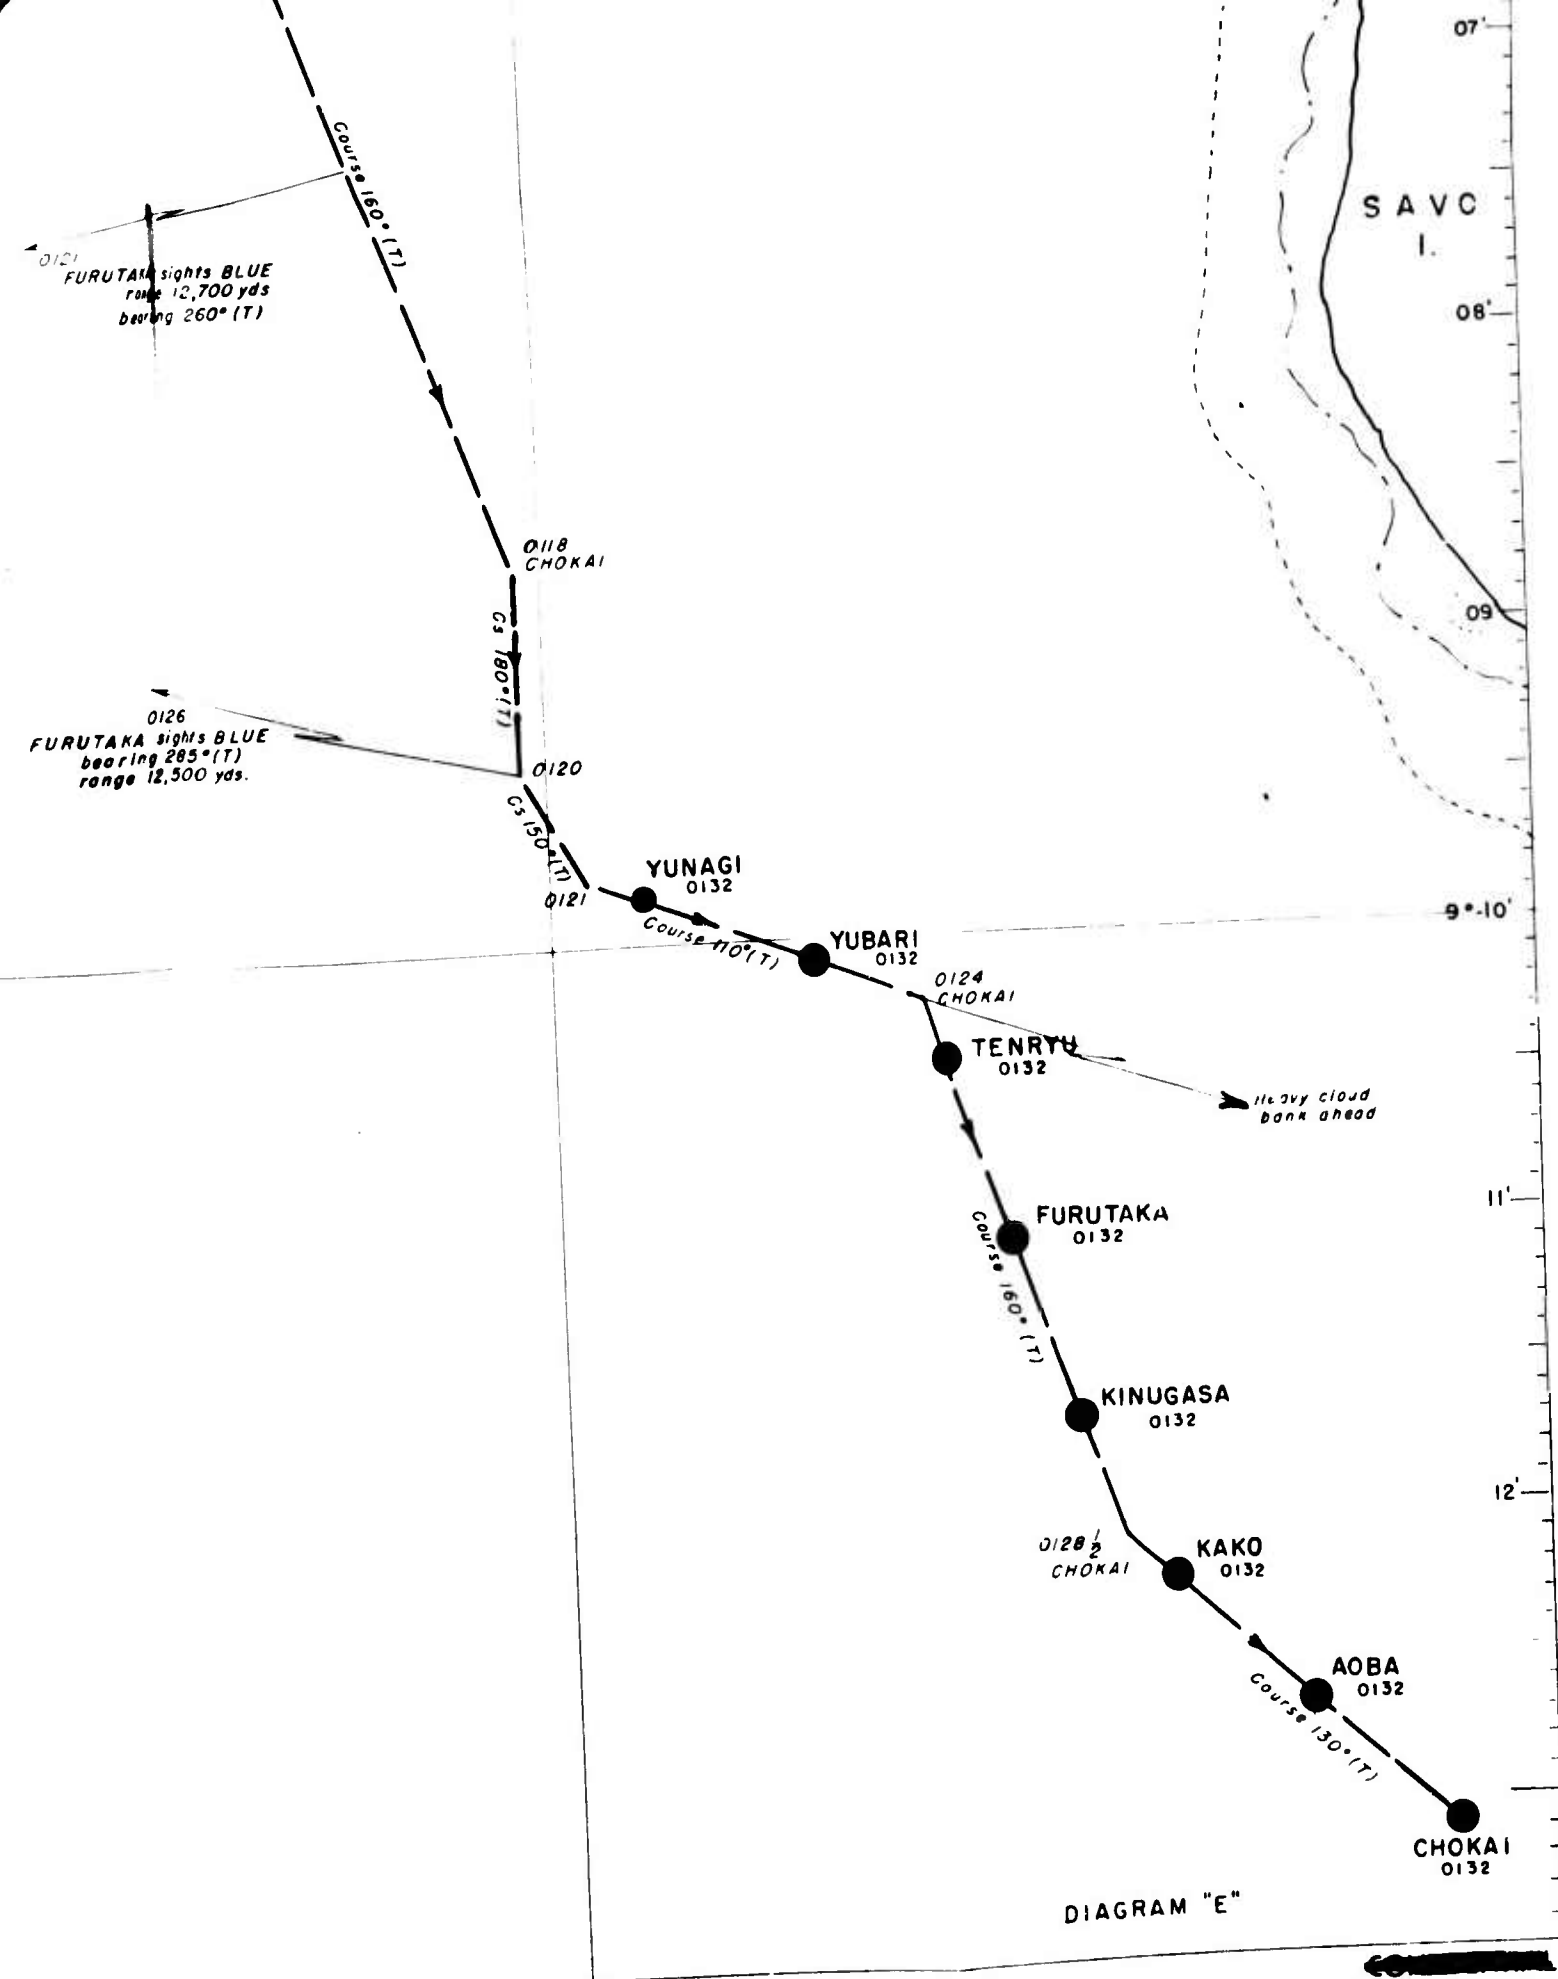 07'
Course 160° (T)
SAVO
I.
0121
FURUTAKA sights BLUE
range 12,700 yds
bearing 260° (T)
08'
0118
CHOKAI
Cs 180° (T)
09
0126
FURUTAKA sights BLUE
bearing 285° (T)
range 12,500 yds.
0120
Cs 150° (T)
0121
YUNAGI
0132
9°-10'
Course 110° (T)
YUBARI
0132
0124
CHOKAI
TENRYU
0132
Heavy cloud
bank ahead
11'
FURUTAKA
0132
Course 160° (T)
KINUGASA
0132
12'
0128 1/2
CHOKAI
KAKO
0132
AOBA
0132
Course 130° (T)
CHOKAI
0132
DIAGRAM "E"